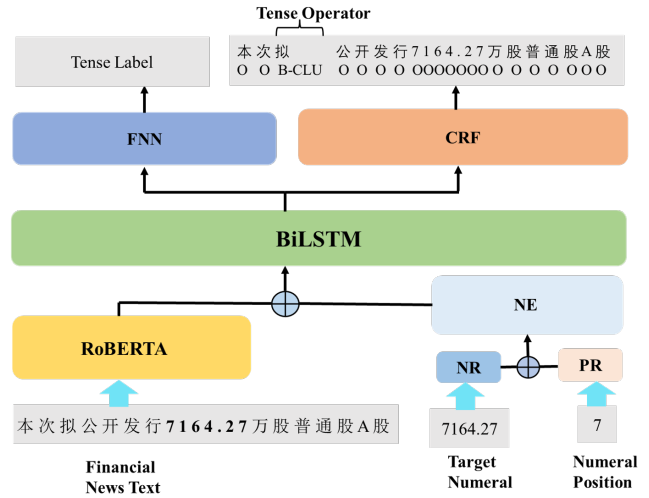 Tense Operator
Tense Label
本次拟 公开发行7164.27万股普通股A股
O O B-CLU O O O O OOOOOOO O O O O O OOO
FNN
CRF
BiLSTM
NE
RoBERTA
NR
PR
本次拟公开发行7164.27万股普通股A股
7164.27
7
Financial
News Text
Target
Numeral
Numeral
Position